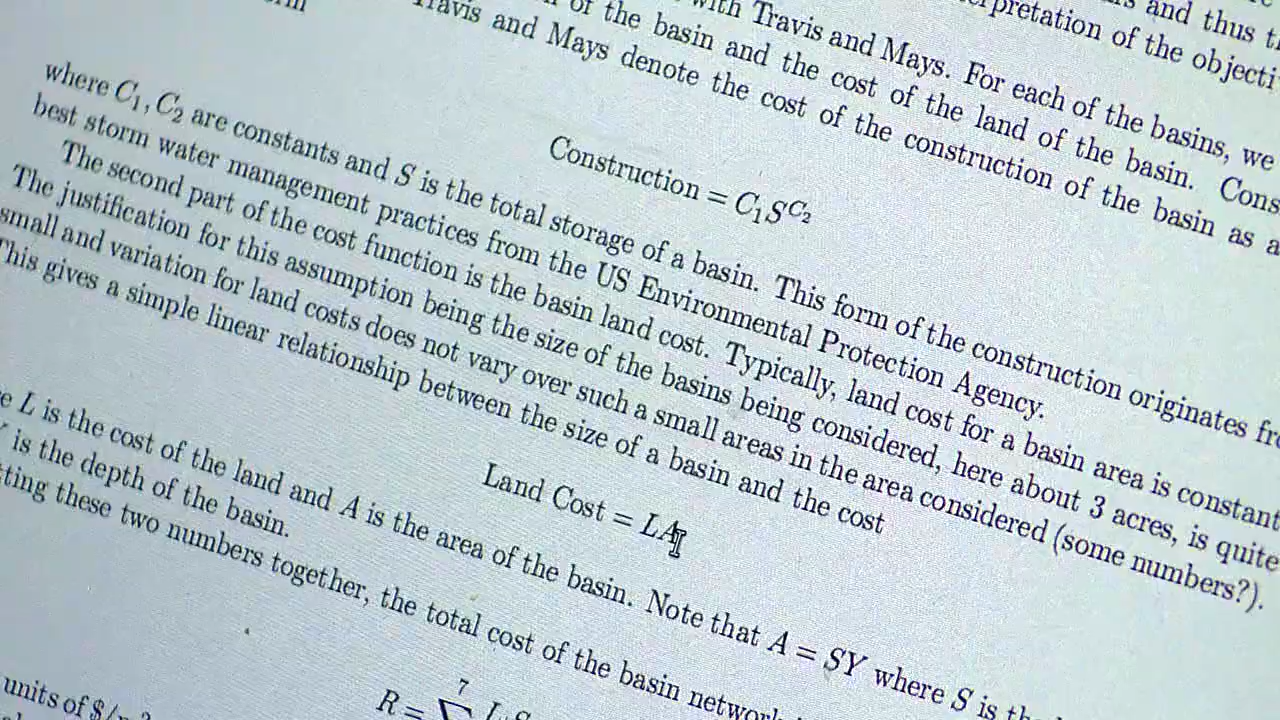 and thus
pretation of the objecti
with Travis and Mays. For each of the basins, we
of the basin and the cost of the land of the basin. Cons
Travis and Mays denote the cost of the construction of the basin as a
Construction = C₁S^C₂
where C₁, C₂ are constants and S is the total storage of a basin. This form of the construction originates fr
best storm water management practices from the US Environmental Protection Agency.
The second part of the cost function is the basin land cost. Typically, land cost for a basin area is constant
The justification for this assumption being the size of the basins being considered, here about 3 acres, is quite
small and variation for land costs does not vary over such a small areas in the area considered (some numbers?).
This gives a simple linear relationship between the size of a basin and the cost
Land Cost = LA
e L is the cost of the land and A is the area of the basin. Note that A = SY where S is
Y is the depth of the basin.
tting these two numbers together, the total cost of the basin network
R = 7 ∑
units of $/